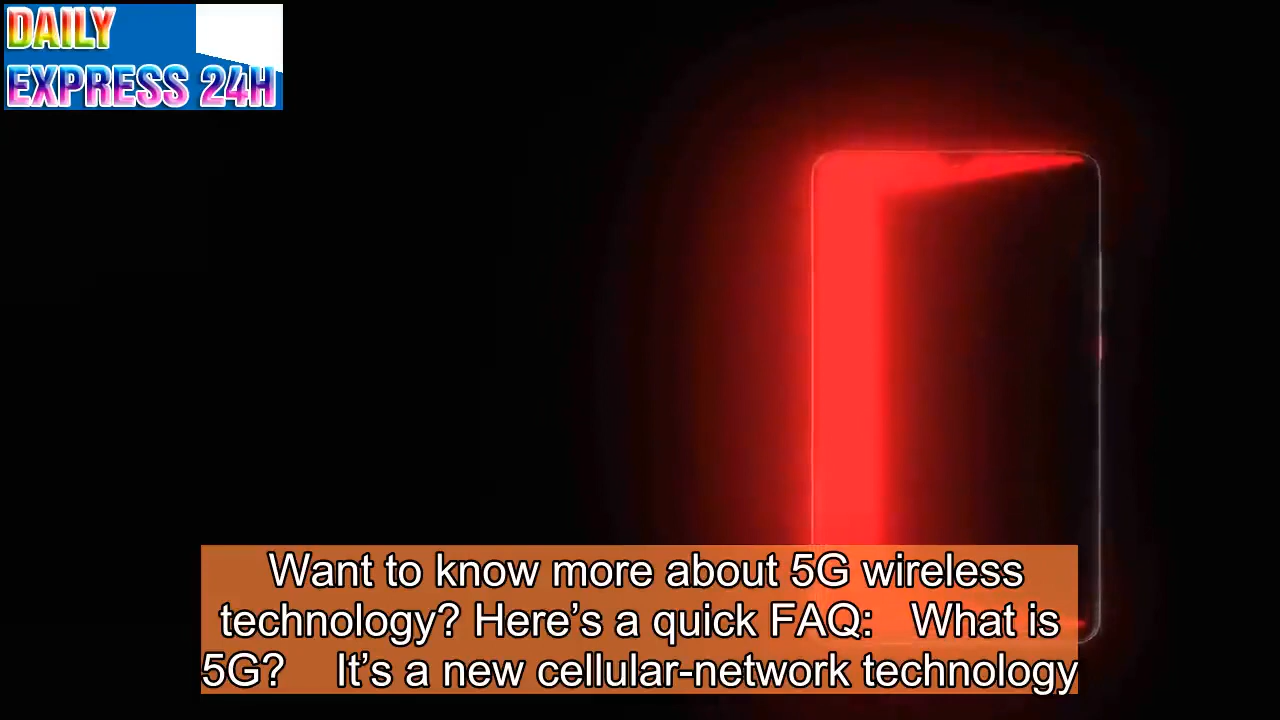 DAILY
EXPRESS 24H
Want to know more about 5G wireless
technology? Here’s a quick FAQ: What is
5G? It’s a new cellular-network technology